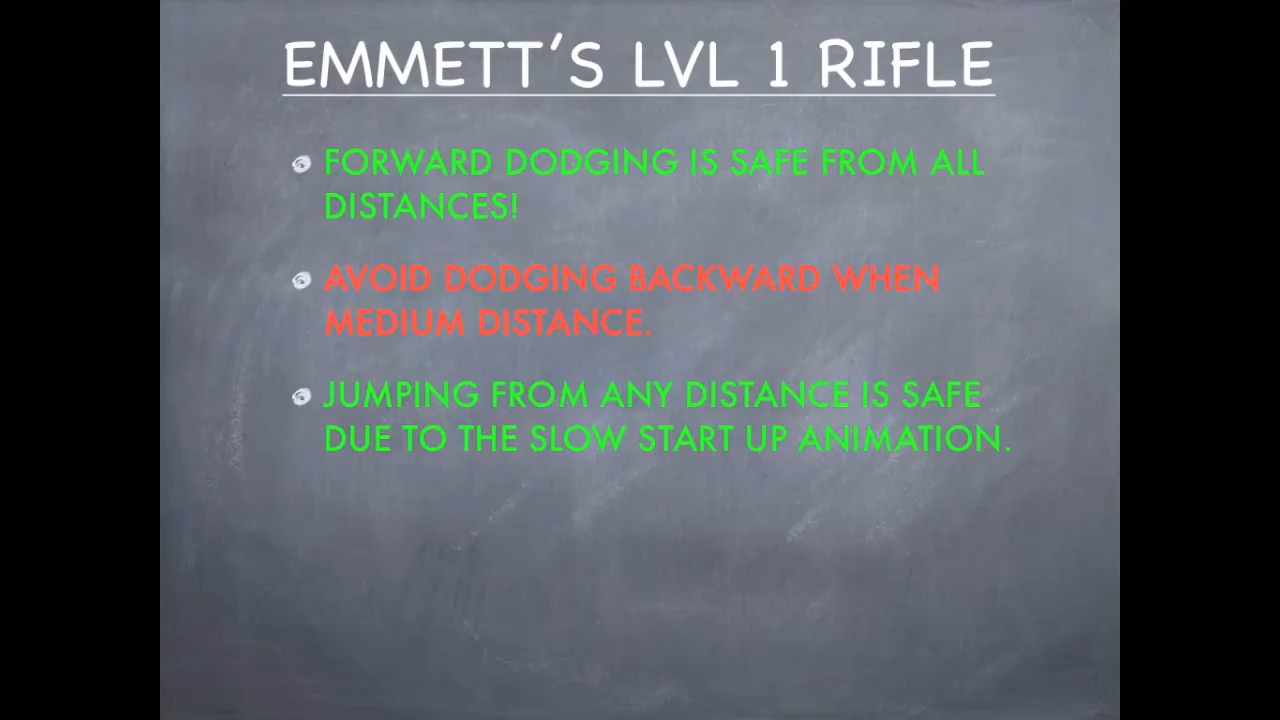 EMMETT'S LVL 1 RIFLE
FORWARD DODGING IS SAFE FROM ALL
DISTANCES!
AVOID DODGING BACKWARD WHEN
MEDIUM DISTANCE.
JUMPING FROM ANY DISTANCE IS SAFE
DUE TO THE SLOW START UP ANIMATION.